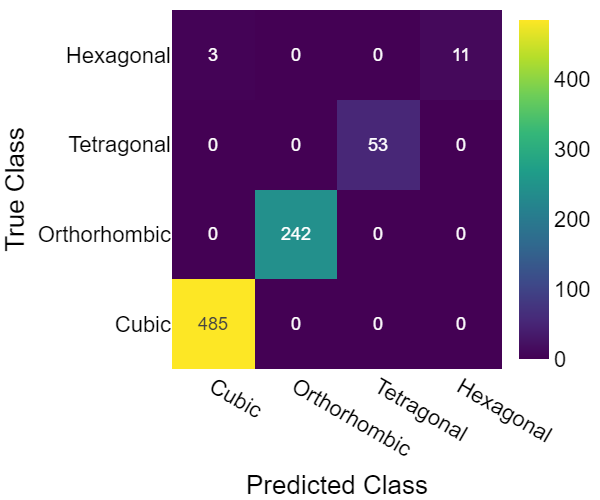 Hexagonal 3 0 0 11
Tetragonal 0 0 53 0
Orthorhombic 0 242 0 0
Cubic 485 0 0 0
Cubic Orthorhombic Tetragonal Hexagonal
Predicted Class
True Class
400
300
200
100
0